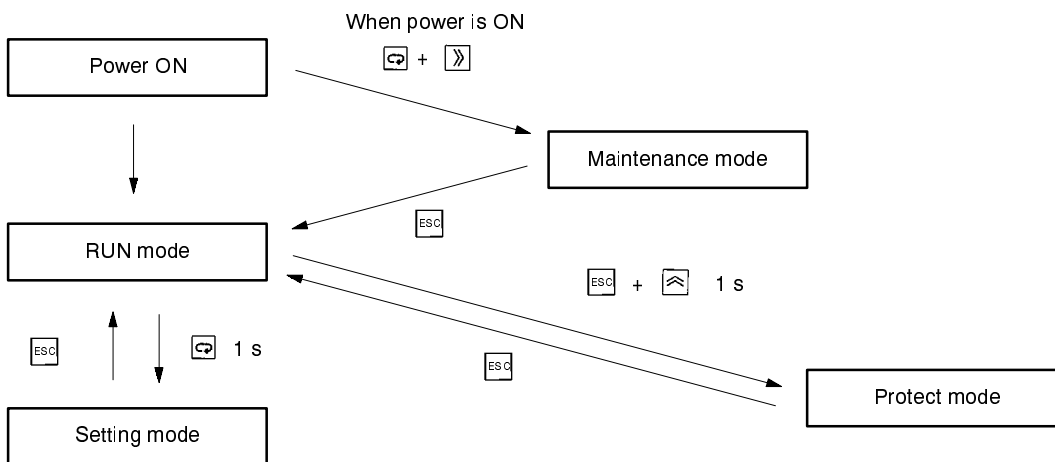 When power is ON
+
Power ON
Maintenance mode
ESC
RUN mode
ESC + 1 s
ESC
1 s
ESC
Protect mode
Setting mode